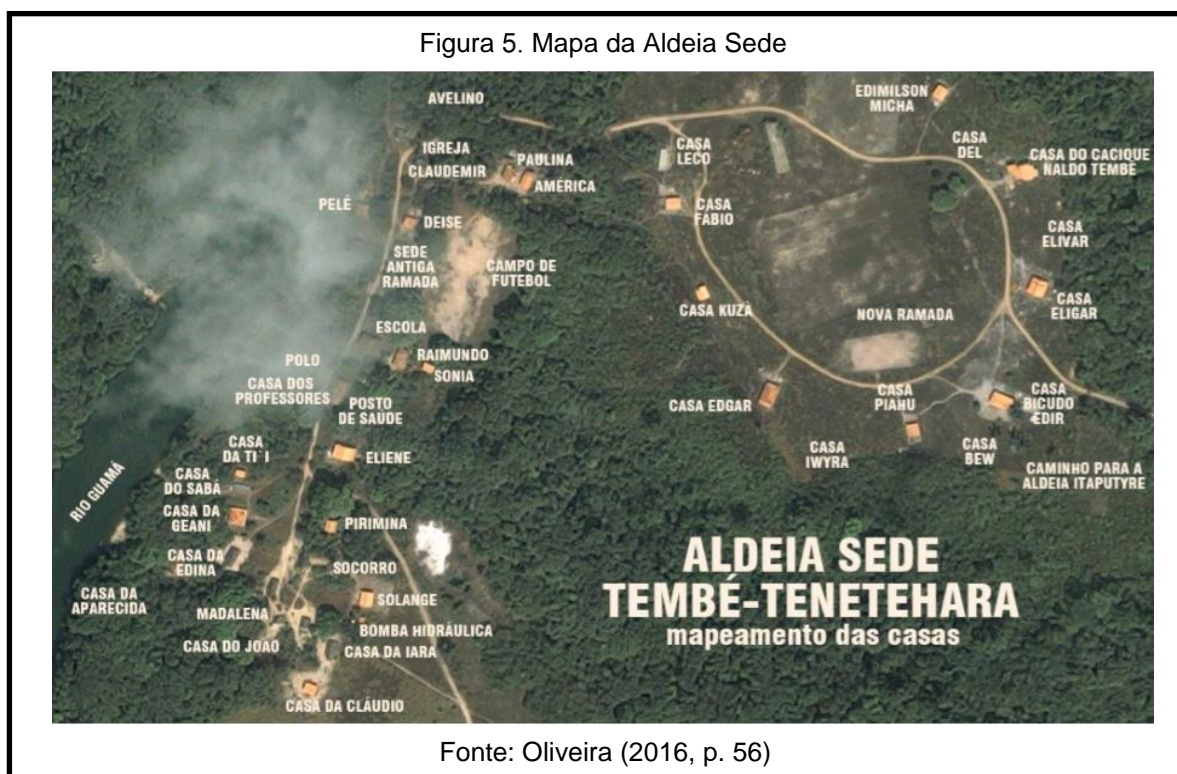 Figura 5. Mapa da Aldeia Sede
AVELINO
IGREJA
CLAUDEMIR
PAULINA
AMÉRICA
PELÉ
DEISE
SEDE
ANTIGA
RAMADA
CAMPO DE
FUTEBOL
ESCOLA
RAIMUNDO
SONIA
POLO
CASA DOS
PROFESSORES
POSTO
DE SAÚDE
ELIENE
CASA
DA TI`I
CASA
DO SABÁ
CASA DA
GEANI
RIO GUAMÁ
PIRIMINA
CASA DA
EDINA
SOCORRO
CASA DA
APARECIDA
MADALENA
SOLANGE
BOMBA HIDRÁULICA
CASA DO JOAO
CASA DA IARA
CASA DA CLÁUDIO
EDIMILSON
MICHA
CASA
LECO
CASA
DEL
CASA DO CACIQUE
NALDO TEMBÉ
CASA
FABIO
CASA
ELIVAR
CASA KUZÀ
NOVA RAMADA
CASA
ELIGAR
CASA EDGAR
CASA
PIAHU
CASA
BICUDO
EDIR
CASA
IWYRA
CASA
BEW
CAMINHO PARA A
ALDEIA ITAPUTYRE
ALDEIA SEDE
TEMBÉ-TENETEHARA
mapeamento das casas
Fonte: Oliveira (2016, p. 56)